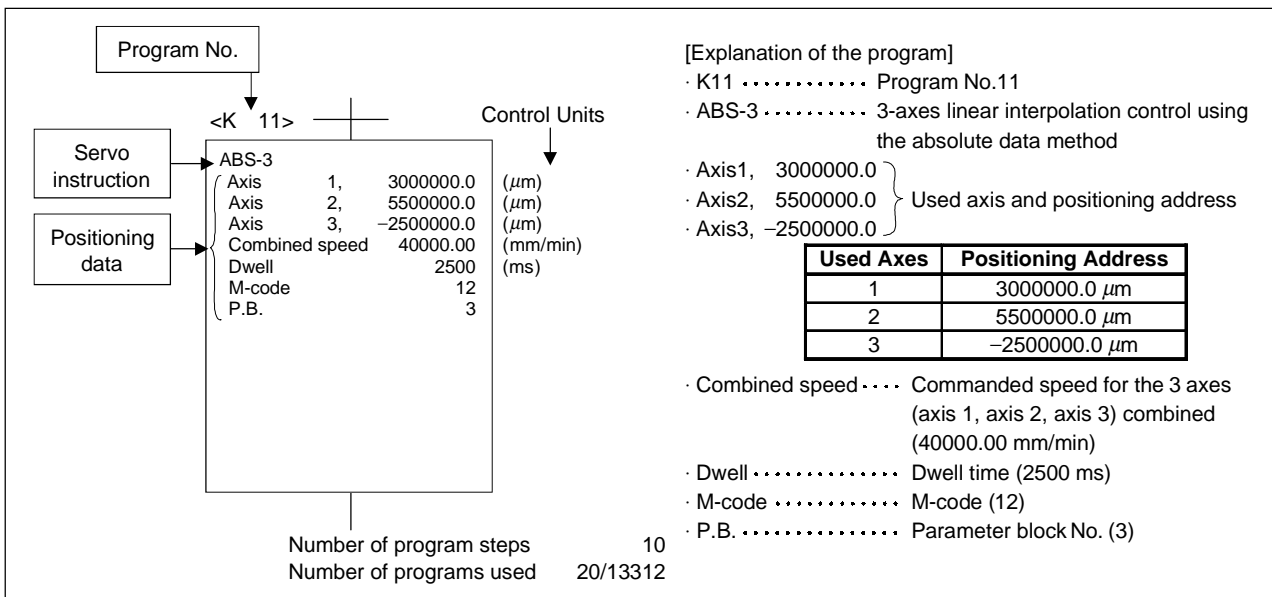 Program No.
<K 11>
Control Units
Servo
instruction
Positioning
data
ABS-3
Axis 1, 3000000.0 (μm)
Axis 2, 5500000.0 (μm)
Axis 3, −2500000.0 (μm)
Combined speed 40000.00 (mm/min)
Dwell 2500 (ms)
M-code 12
P.B. 3
Number of program steps 10
Number of programs used 20/13312
[Explanation of the program]
· K11 ············ Program No.11
· ABS-3 ·········· 3-axes linear interpolation control using
the absolute data method
· Axis1, 3000000.0
· Axis2, 5500000.0 Used axis and positioning address
· Axis3, −2500000.0
Used Axes Positioning Address
1 3000000.0 μm
2 5500000.0 μm
3 −2500000.0 μm
· Combined speed ···· Commanded speed for the 3 axes
(axis 1, axis 2, axis 3) combined
(40000.00 mm/min)
· Dwell ·············· Dwell time (2500 ms)
· M-code ············ M-code (12)
· P.B. ················ Parameter block No. (3)